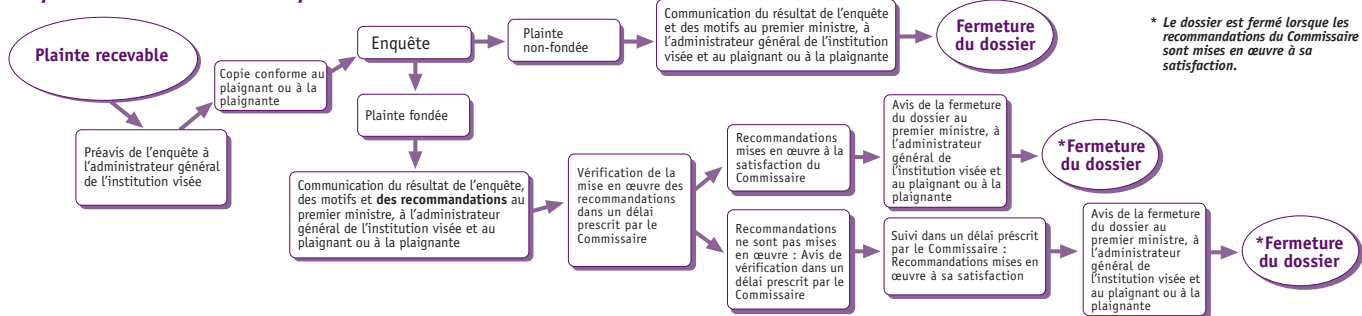 Plainte recevable
Préavis de l'enquête à
l'administrateur général
de l'institution visée
Copie conforme au
plaignant ou à la
plaignante
Enquête
Plainte
non-fondée
Communication du résultat de l'enquête
et des motifs au premier ministre, à
l'administrateur général de l'institution
visée et au plaignant ou à la plaignante
Fermeture
du dossier
* Le dossier est fermé lorsque les
recommandations du Commissaire
sont mises en œuvre à sa
satisfaction.
Plainte fondée
Communication du résultat de l'enquête,
des motifs et des recommandations au
premier ministre, à l'administrateur
général de l'institution visée et au
plaignant ou à la plaignante
Vérification de la
mise en œuvre des
recommandations
dans un délai
prescrit par le
Commissaire
Recommandations
mises en œuvre à la
satisfaction du
Commissaire
Avis de la fermeture
du dossier au
premier ministre, à
l'administrateur
général de
l'institution visée et
au plaignant ou à la
plaignante
*Fermeture
du dossier
Recommandations
ne sont pas mises
en œuvre : Avis de
vérification dans un
délai prescrit par le
Commissaire
Suivi dans un délai préscrit
par le Commissaire :
Recommandations mises en
œuvre à sa satisfaction
Avis de la fermeture
du dossier au
premier ministre, à
l'administrateur
général de
l'institution visée et
au plaignant ou à la
plaignante
*Fermeture
du dossier